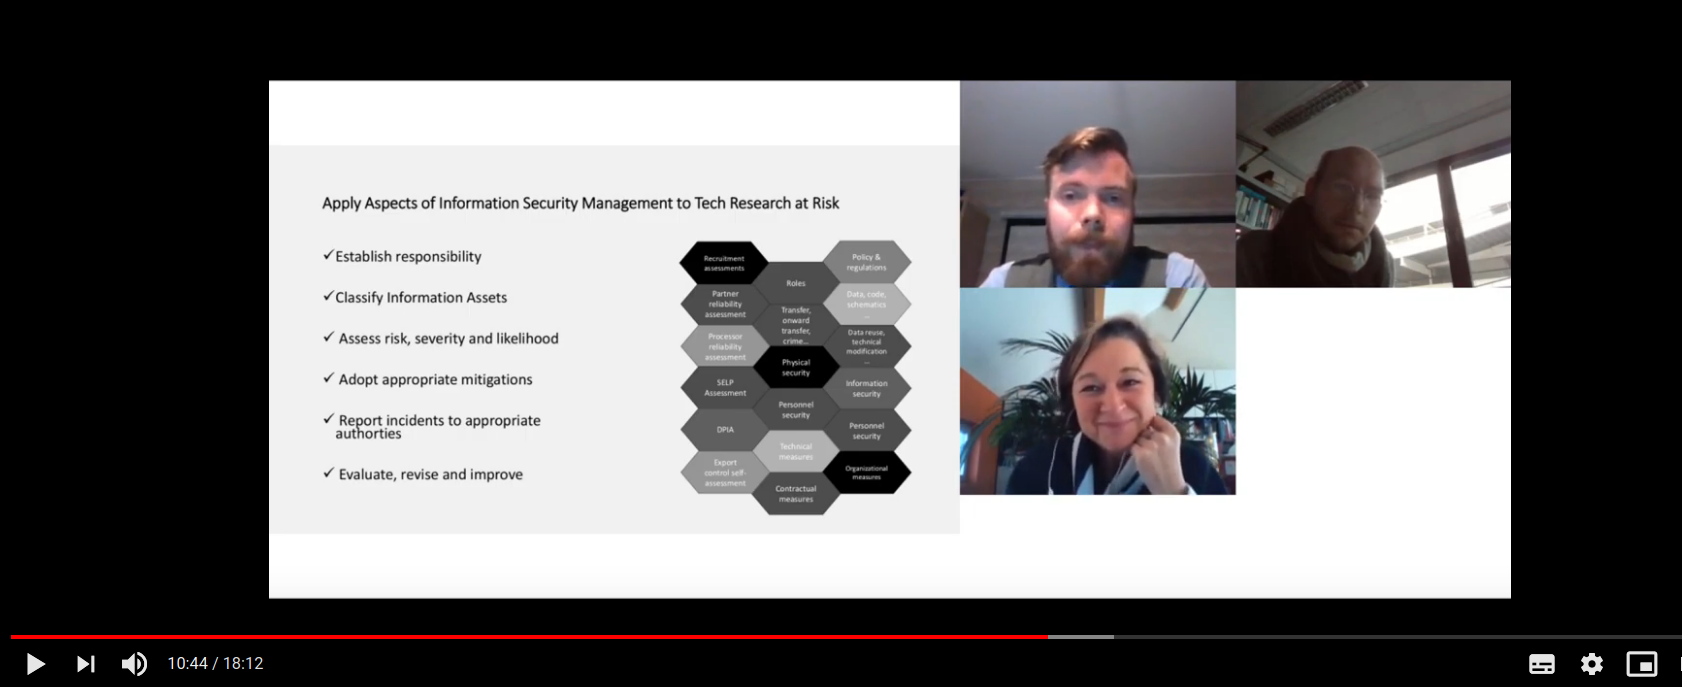 Apply Aspects of Information Security Management to Tech Research at Risk
✓Establish responsibility
✓Classify Information Assets
✓ Assess risk, severity and likelihood
✓ Adopt appropriate mitigations
✓ Report incidents to appropriate
authorties
✓ Evaluate, revise and improve
Recruitment
assessments
Partner
reliability
assessment
Processor
reliability
assessment
SELP
Assessment
DPIA
Export
control self-
assessment
Roles
Transfer,
onward
transfer,
crime...
Physical
security
Personnel
security
Technical
measures
Contractual
measures
Policy &
regulations
Data, code,
schematics
...
Data reuse,
technical
modification
...
Information
security
Personnel
security
Organizational
measures
10:44 / 18:12